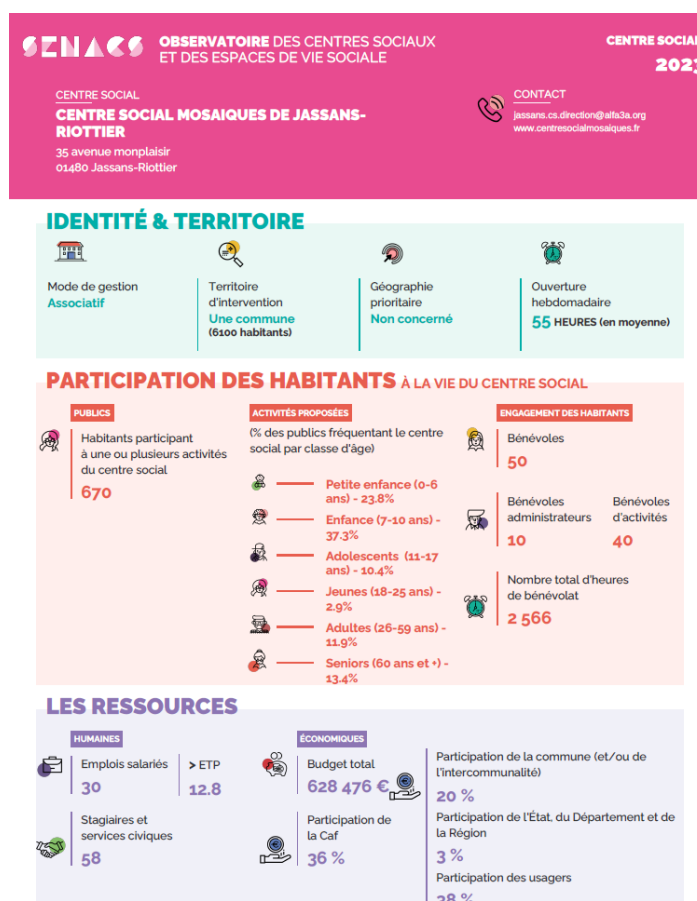 SENACS
OBSERVATOIRE DES CENTRES SOCIAUX
ET DES ESPACES DE VIE SOCIALE
CENTRE SOCIAL
2023
CENTRE SOCIAL
CENTRE SOCIAL MOSAIQUES DE JASSANS-
RIOTTIER
35 avenue monplaisir
01480 Jassans-Riottier
CONTACT
jassans.cs.direction@alfa3a.org
www.centresocialmosaiques.fr
IDENTITÉ & TERRITOIRE
Mode de gestion
Associatif
Territoire
d'intervention
Une commune
(6100 habitants)
Géographie
prioritaire
Non concerné
Ouverture
hebdomadaire
55 HEURES (en moyenne)
PARTICIPATION DES HABITANTS À LA VIE DU CENTRE SOCIAL
PUBLICS
Habitants participant
à une ou plusieurs activités
du centre social
670
ACTIVITÉS PROPOSÉES
(% des publics fréquentant le centre
social par classe d'âge)
Petite enfance (0-6
ans) - 23.8%
Enfance (7-10 ans) -
37.3%
Adolescents (11-17
ans) - 10.4%
Jeunes (18-25 ans) -
2.9%
Adultes (26-59 ans) -
11.9%
Seniors (60 ans et +) -
13.4%
ENGAGEMENT DES HABITANTS
Bénévoles
50
Bénévoles
administrateurs
10
Bénévoles
d'activités
40
Nombre total d'heures
de bénévolat
2 566
LES RESSOURCES
HUMAINES
Emplois salariés
30
> ETP
12.8
Stagiaires et
services civiques
58
ÉCONOMIQUES
Budget total
628 476 €
Participation de
la Caf
36 %
Participation de la commune (et/ou de
l'intercommunalité)
20 %
Participation de l'État, du Département et de
la Région
3 %
Participation des usagers
38 %